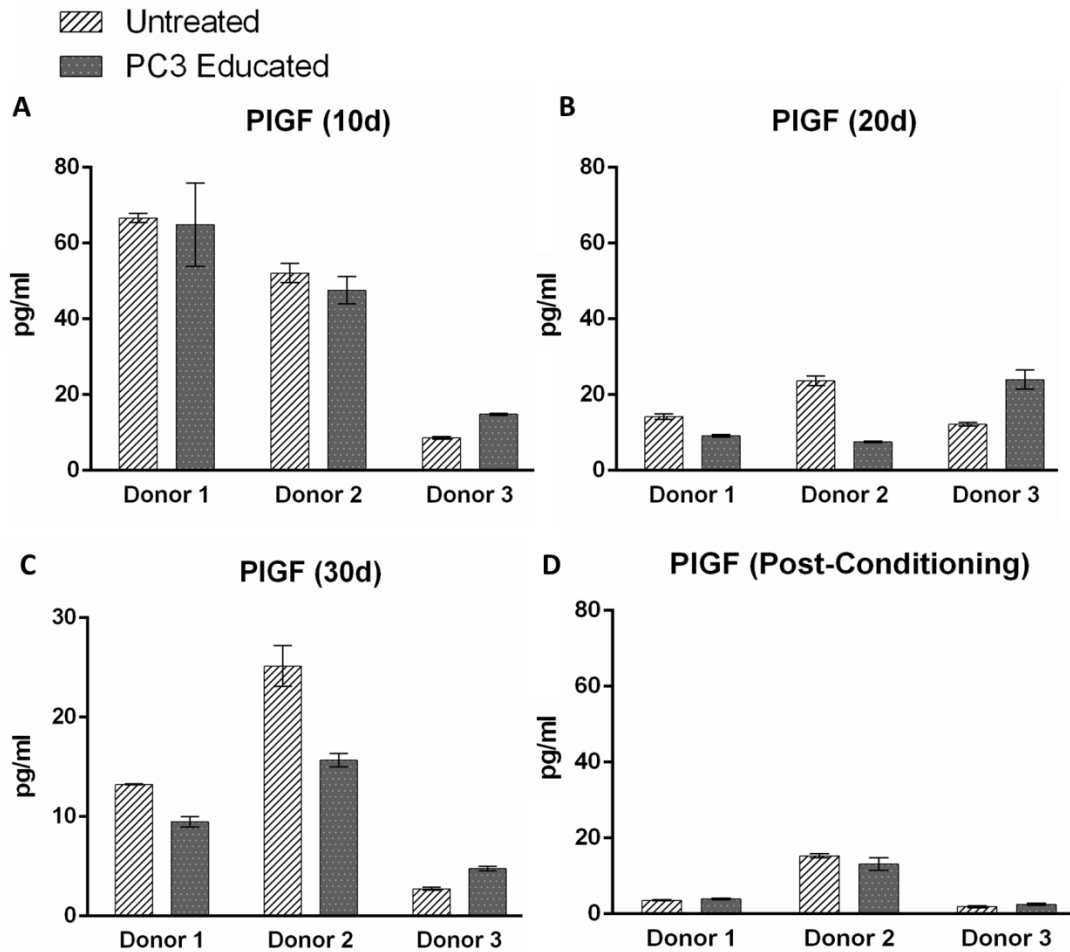 Untreated
PC3 Educated
A
PIGF (10d)
80
60
40
20
0
pg/ml
Donor 1 Donor 2 Donor 3
B
PIGF (20d)
80
60
40
20
0
pg/ml
Donor 1 Donor 2 Donor 3
C
PIGF (30d)
30
20
10
0
pg/ml
Donor 1 Donor 2 Donor 3
D
PIGF (Post-Conditioning)
80
60
40
20
0
pg/ml
Donor 1 Donor 2 Donor 3